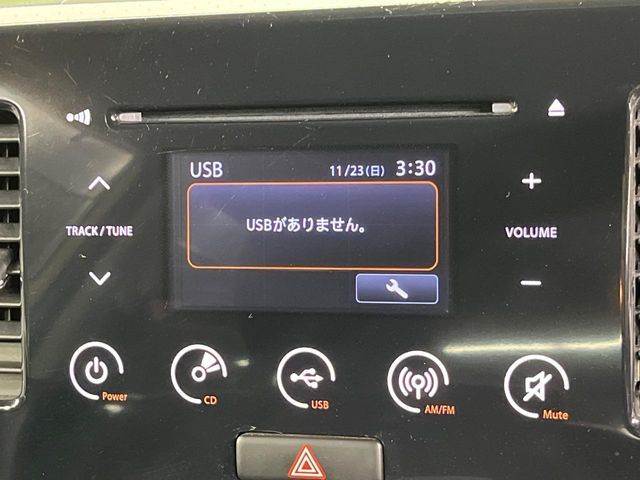 USB 11/23(日) 3:30
USBがありません。
TRACK/TUNE
+
VOLUME
−
Power
CD
USB
AM/FM
Mute